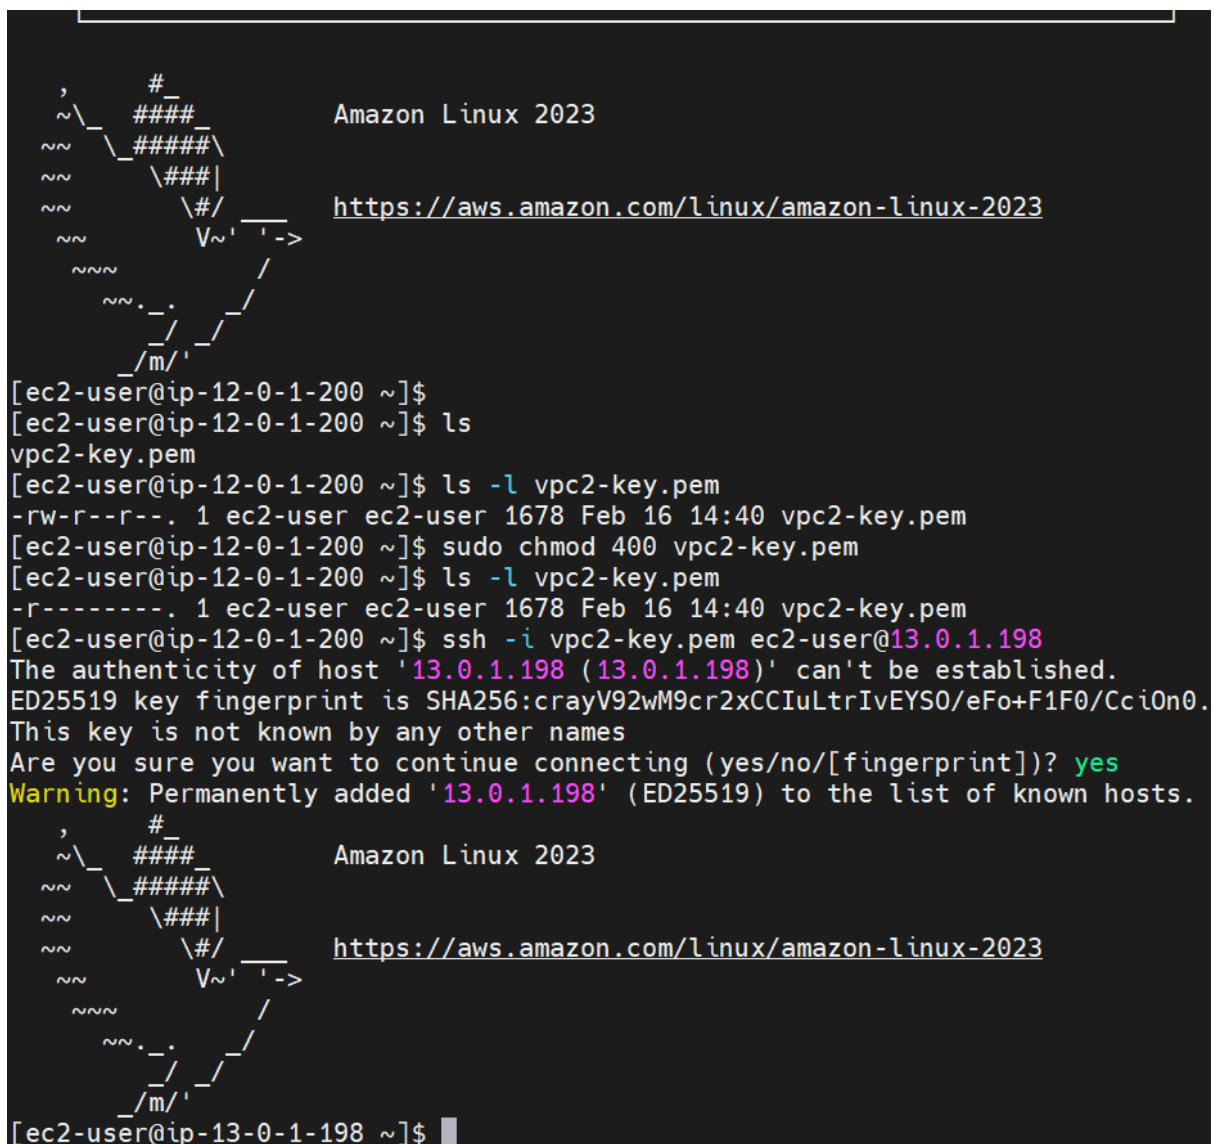 ,     #_
   ~\_  ####_        Amazon Linux 2023
  ~~  \_#####\
  ~~     \###|
  ~~       \#/ ___   https://aws.amazon.com/linux/amazon-linux-2023
   ~~       V~' '->
    ~~~         /
      ~~._.   _/
         _/ _/
       _/m/'
[ec2-user@ip-12-0-1-200 ~]$
[ec2-user@ip-12-0-1-200 ~]$ ls
vpc2-key.pem
[ec2-user@ip-12-0-1-200 ~]$ ls -l vpc2-key.pem
-rw-r--r--. 1 ec2-user ec2-user 1678 Feb 16 14:40 vpc2-key.pem
[ec2-user@ip-12-0-1-200 ~]$ sudo chmod 400 vpc2-key.pem
[ec2-user@ip-12-0-1-200 ~]$ ls -l vpc2-key.pem
-r--------. 1 ec2-user ec2-user 1678 Feb 16 14:40 vpc2-key.pem
[ec2-user@ip-12-0-1-200 ~]$ ssh -i vpc2-key.pem ec2-user@13.0.1.198
The authenticity of host '13.0.1.198 (13.0.1.198)' can't be established.
ED25519 key fingerprint is SHA256:crayV92wM9cr2xCCIuLtrIvEYSO/eFo+F1F0/CciOn0.
This key is not known by any other names
Are you sure you want to continue connecting (yes/no/[fingerprint])? yes
Warning: Permanently added '13.0.1.198' (ED25519) to the list of known hosts.
   ,     #_
   ~\_  ####_        Amazon Linux 2023
  ~~  \_#####\
  ~~     \###|
  ~~       \#/ ___   https://aws.amazon.com/linux/amazon-linux-2023
   ~~       V~' '->
    ~~~         /
      ~~._.   _/
         _/ _/
       _/m/'
[ec2-user@ip-13-0-1-198 ~]$